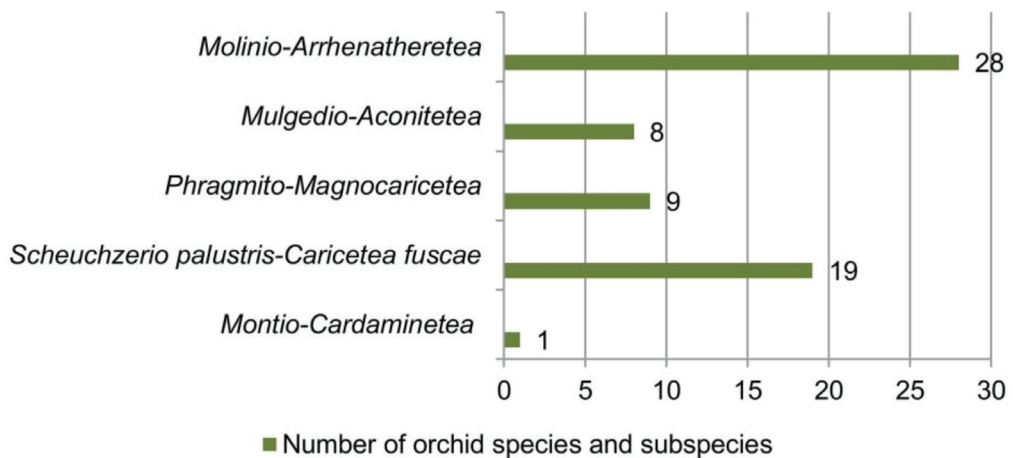 Molinio-Arrhenatheretea
28
Mulgedio-Aconitetea
8
Phragmito-Magnocaricetea
9
Scheuchzerio palustris-Caricetea fuscae
19
Montio-Cardaminetea
1
0 5 10 15 20 25 30
Number of orchid species and subspecies